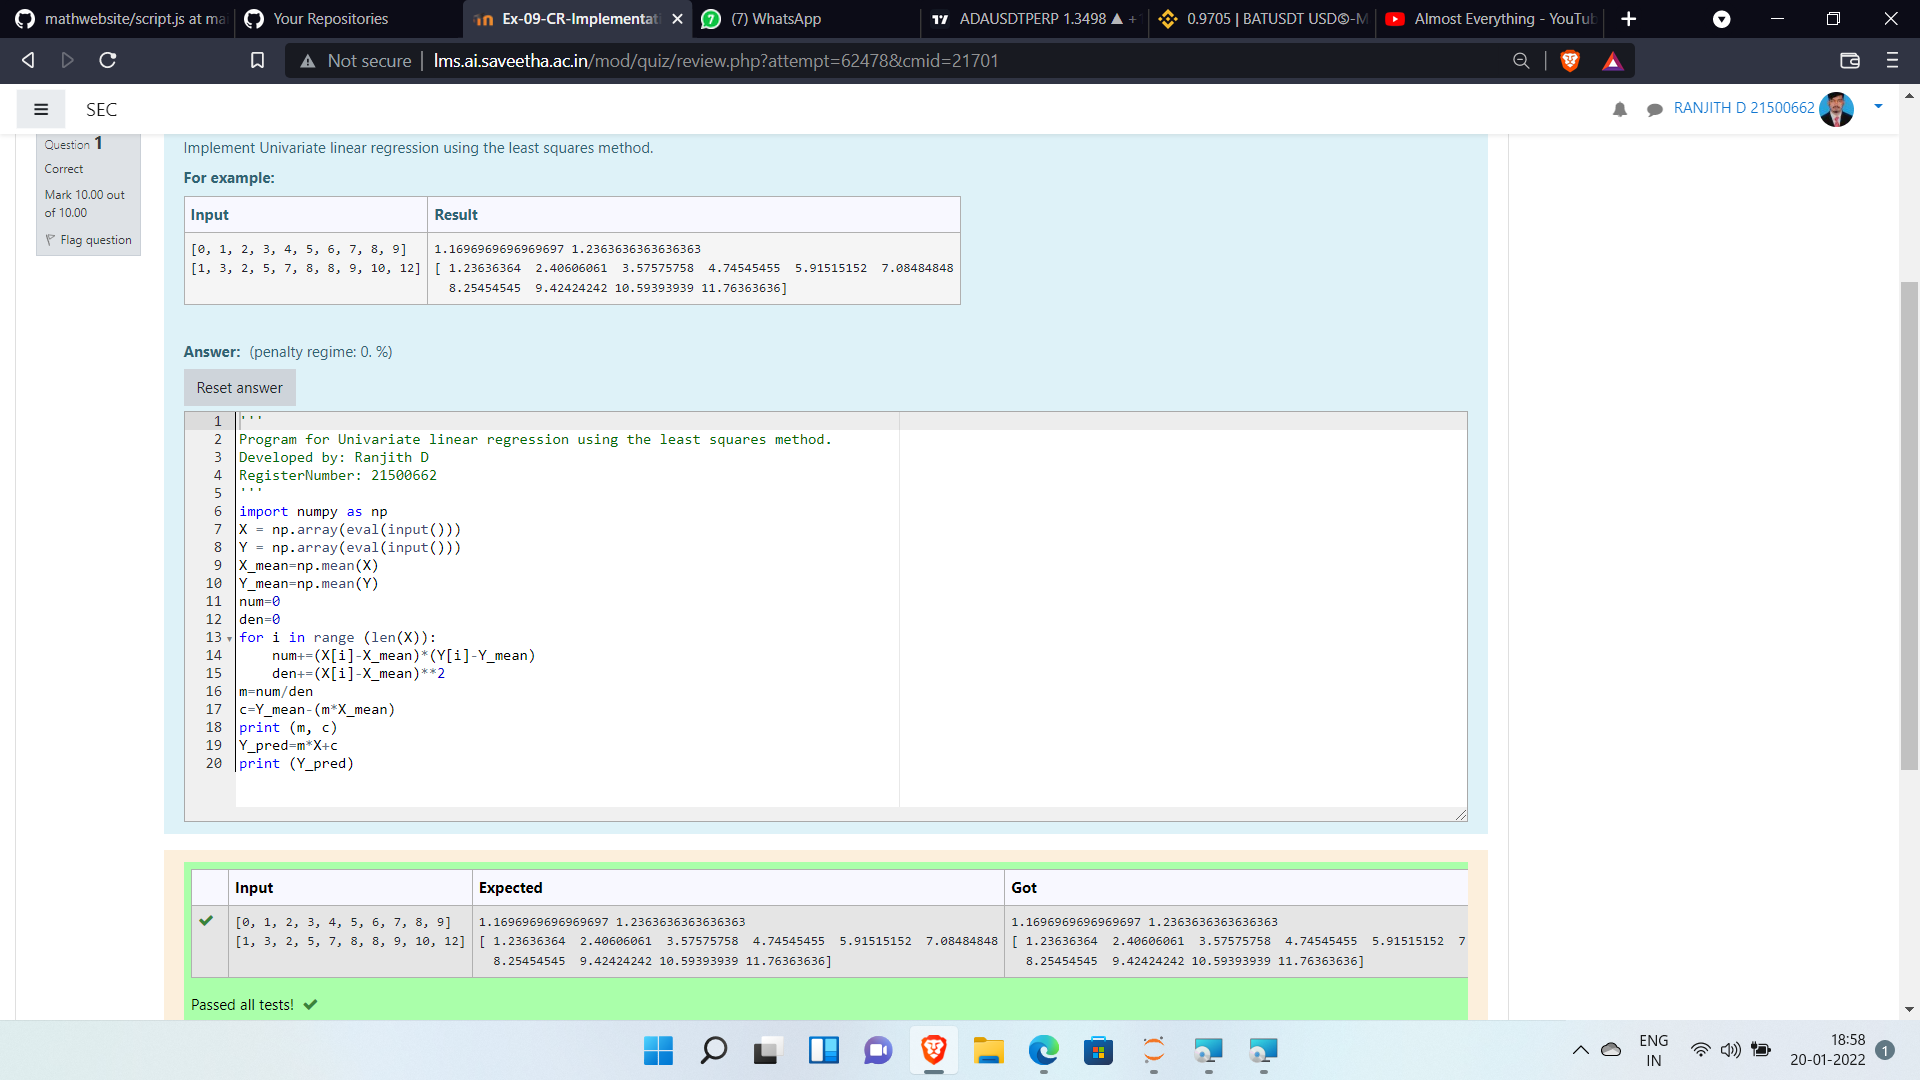 mathwebsite/script.js at ma
Your Repositories
Ex-09-CR-Implementati
(7) WhatsApp
ADAUSDTPERP 1.3498 ▲ +
0.9705 | BATUSDT USDⓈ-M
Almost Everything - YouTub
Not secure | lms.ai.saveetha.ac.in/mod/quiz/review.php?attempt=62478&cmid=21701
SEC
RANJITH D 21500662
Question 1
Correct
Mark 10.00 out
of 10.00
Flag question
Implement Univariate linear regression using the least squares method.
For example:
Input Result
[0, 1, 2, 3, 4, 5, 6, 7, 8, 9] 1.1696969696969697 1.2363636363636363
[1, 3, 2, 5, 7, 8, 8, 9, 10, 12] [ 1.23636364  2.40606061  3.57575758  4.74545455  5.91515152  7.08484848
8.25454545  9.42424242 10.59393939 11.76363636]
Answer: (penalty regime: 0. %)
Reset answer
1 '''
2 Program for Univariate linear regression using the least squares method.
3 Developed by: Ranjith D
4 RegisterNumber: 21500662
5 '''
6 import numpy as np
7 X = np.array(eval(input()))
8 Y = np.array(eval(input()))
9 X_mean=np.mean(X)
10 Y_mean=np.mean(Y)
11 num=0
12 den=0
13 for i in range (len(X)):
14     num+=(X[i]-X_mean)*(Y[i]-Y_mean)
15     den+=(X[i]-X_mean)**2
16 m=num/den
17 c=Y_mean-(m*X_mean)
18 print (m, c)
19 Y_pred=m*X+c
20 print (Y_pred)
Input Expected Got
[0, 1, 2, 3, 4, 5, 6, 7, 8, 9] 1.1696969696969697 1.2363636363636363 1.1696969696969697 1.2363636363636363
[1, 3, 2, 5, 7, 8, 8, 9, 10, 12] [ 1.23636364  2.40606061  3.57575758  4.74545455  5.91515152  7.08484848 [ 1.23636364  2.40606061  3.57575758  4.74545455  5.91515152  7
8.25454545  9.42424242 10.59393939 11.76363636] 8.25454545  9.42424242 10.59393939 11.76363636]
Passed all tests!
ENG
IN
18:58
20-01-2022
1